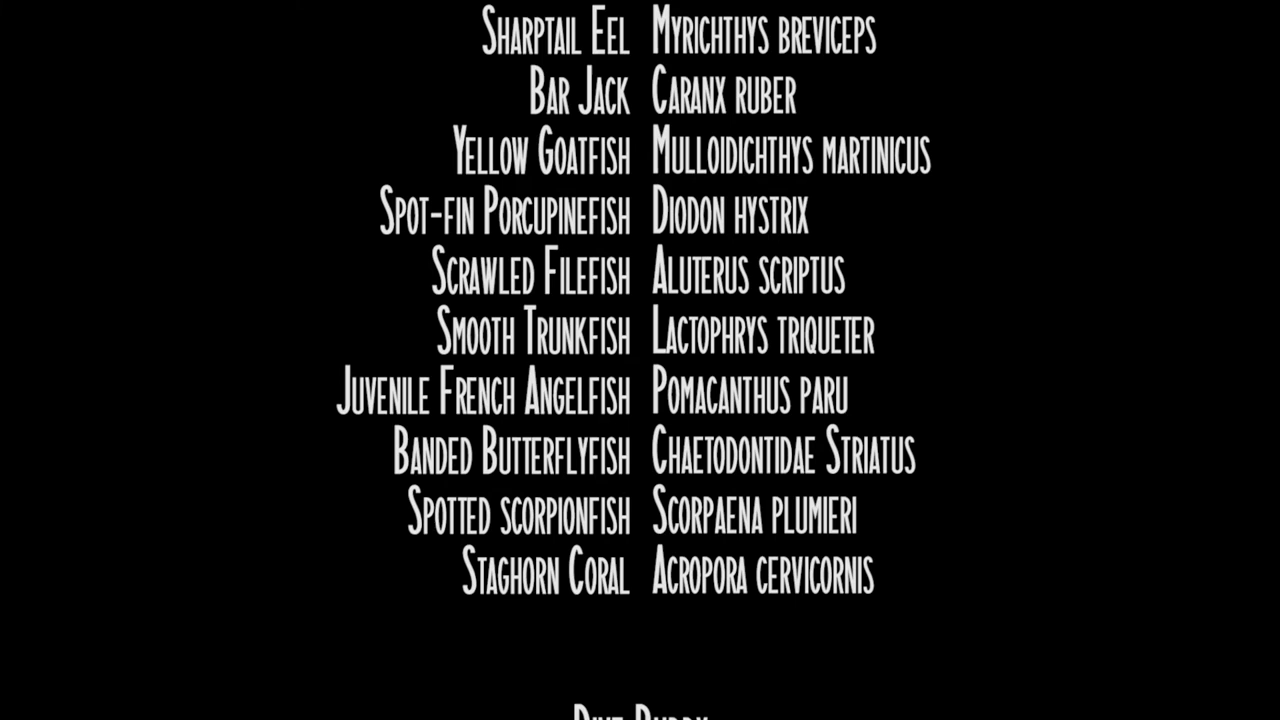 Sharptail Eel Myrichthys breviceps
Bar Jack Caranx ruber
Yellow Goatfish Mulloidichthys martinicus
Spot-fin Porcupinefish Diodon hystrix
Scrawled Filefish Aluterus scriptus
Smooth Trunkfish Lactophrys triqueter
Juvenile French Angelfish Pomacanthus paru
Banded Butterflyfish Chaetodontidae Striatus
Spotted scorpionfish Scorpaena plumieri
Staghorn Coral Acropora cervicornis